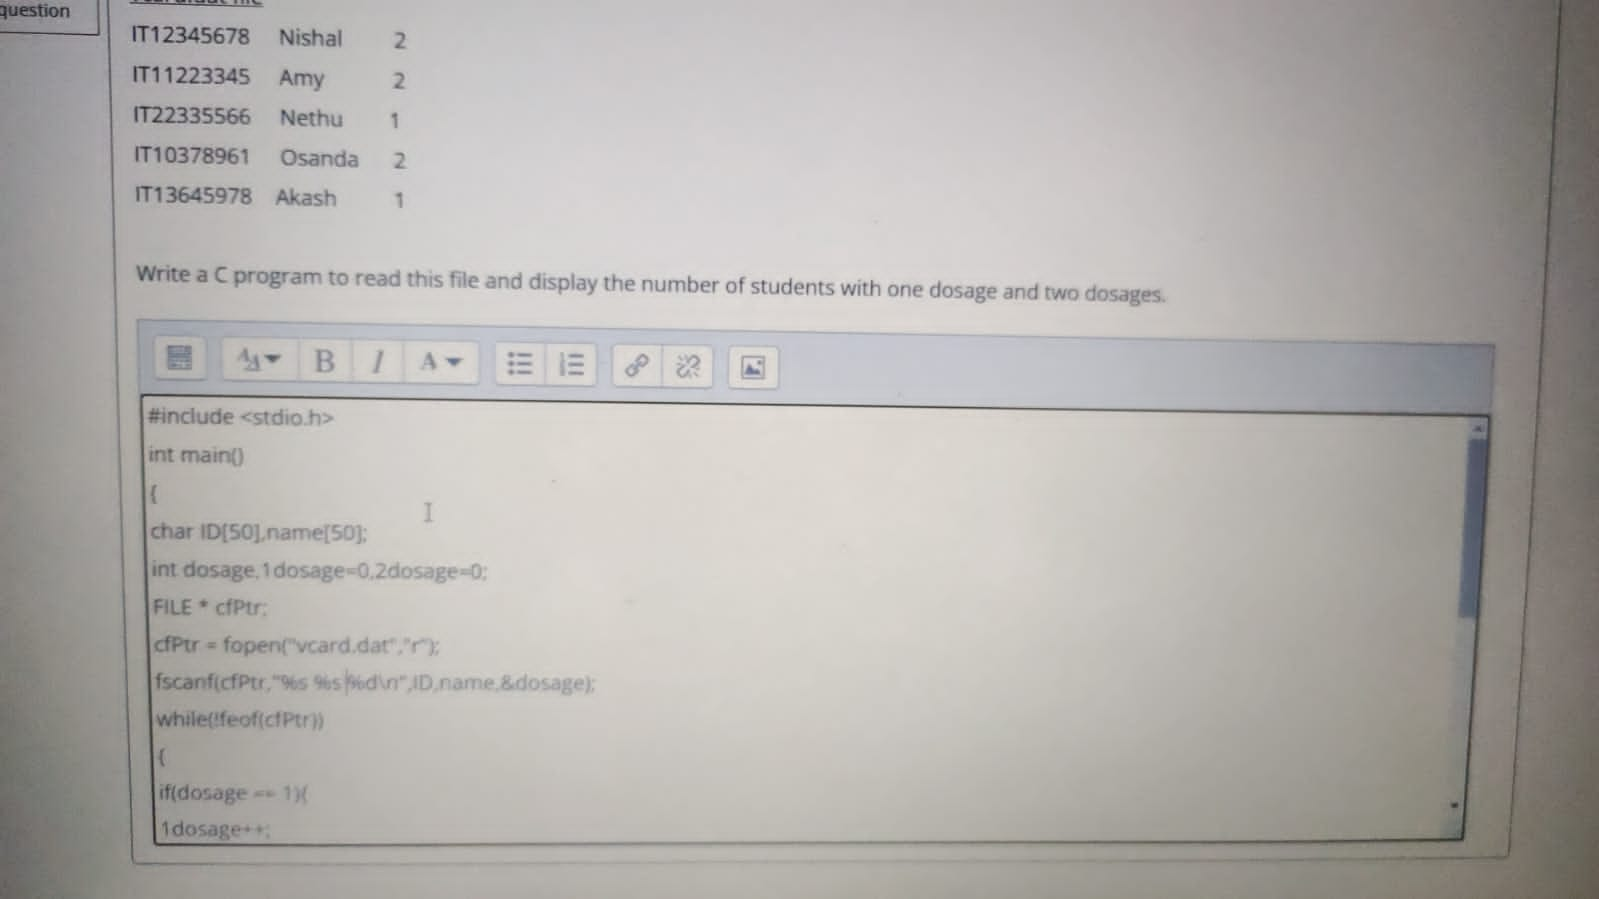 question
IT12345678 Nishal 2
IT11223345 Amy 2
IT22335566 Nethu 1
IT10378961 Osanda 2
IT13645978 Akash 1
Write a C program to read this file and display the number of students with one dosage and two dosages.
B I A
#include <stdio.h>
int main()
{
char ID[50],name[50];
int dosage,1dosage=0,2dosage=0;
FILE * cfPtr;
cfPtr = fopen("vcard.dat","r");
fscanf(cfPtr,"%s %s %d\n",ID,name,&dosage);
while(!feof(cfPtr))
{
if(dosage == 1){
1dosage++;